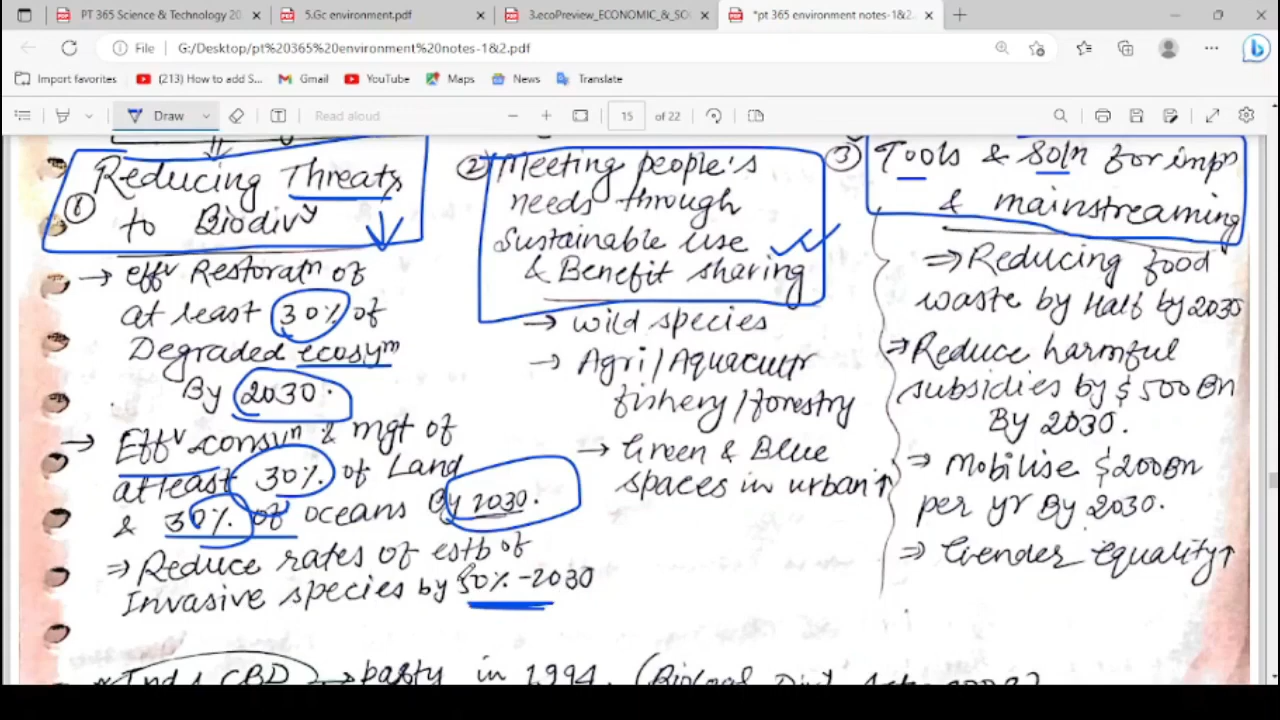 PT 365 Science & Technology 20
5.Gc environment.pdf
3.ecoPreview_ECONOMIC_&_SO
*pt 365 environment notes-1&2.
File
G:/Desktop/pt%20365%20environment%20notes-1&2.pdf
Import favorites
(213) How to add S...
Gmail
YouTube
Maps
News
Translate
Draw
Read aloud
15 of 22
① Reducing Threats
to Biodivy
→ effv Restoratn of
at least 30% of
Degraded ecosym
By 2030.
→ Effv consvn & mgt of
atleast 30% of Land
& 30% of oceans By 2030.
⇒ Reduce rates of estb of
Invasive species by 50% - 2030
② Meeting people's
needs through
Sustainable use
& Benefit sharing
→ wild species
→ Agri/Aquacultr
fishery/forestry
→ Green & Blue
spaces in urban↑
③ Tools & Soln for impn
& mainstreaming
⇒ Reducing food
waste by Half by 2030
⇒ Reduce harmful
subsidies by $500Bn
By 2030.
→ Mobilise $200Bn
per yr By 2030.
⇒ Gender equality↑
CBD → party in 1994.